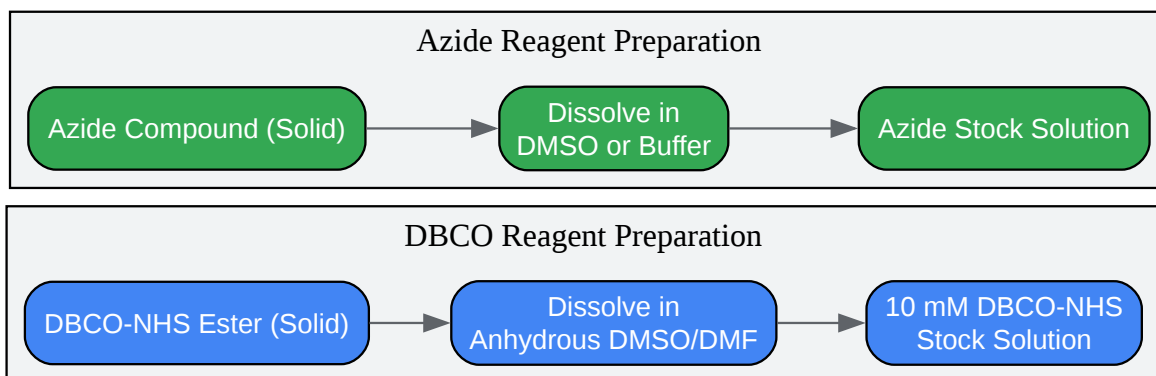 Azide Reagent Preparation
Azide Compound (Solid)
Dissolve in
DMSO or Buffer
Azide Stock Solution
DBCO Reagent Preparation
DBCO-NHS Ester (Solid)
Dissolve in
Anhydrous DMSO/DMF
10 mM DBCO-NHS
Stock Solution